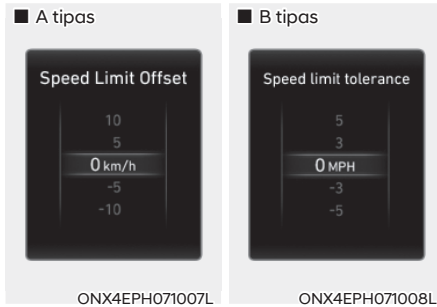 ■ A tipas
Speed Limit Offset
10
5
0 km/h
-5
-10
ONX4EPH071007L
■ B tipas
Speed limit tolerance
5
3
0 MPH
-3
-5
ONX4EPH071008L